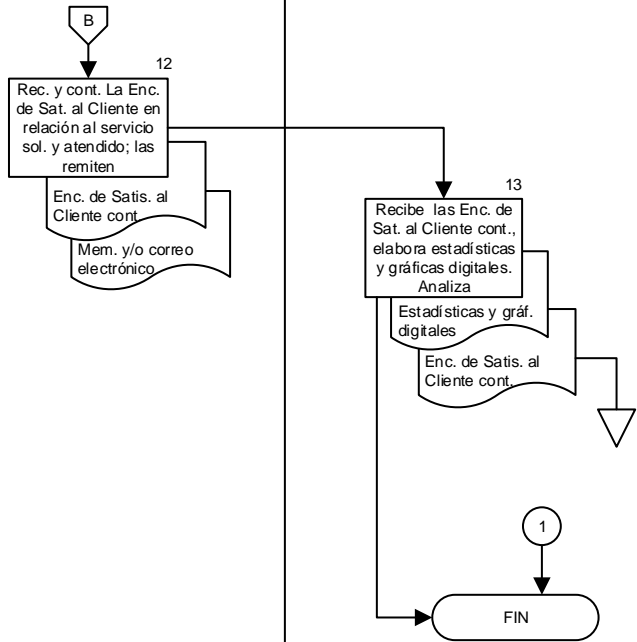 B
12
Rec. y cont. La Enc.
de Sat. al Cliente en
relación al servicio
sol. y atendido; las
remiten
Enc. de Satis. al
Cliente cont.
Mem. y/o correo
electrónico
13
Recibe las Enc. de
Sat. al Cliente cont.,
elabora estadísticas
y gráficas digitales.
Analiza
Estadísticas y gráf.
digitales
Enc. de Satis. al
Cliente cont.
1
FIN